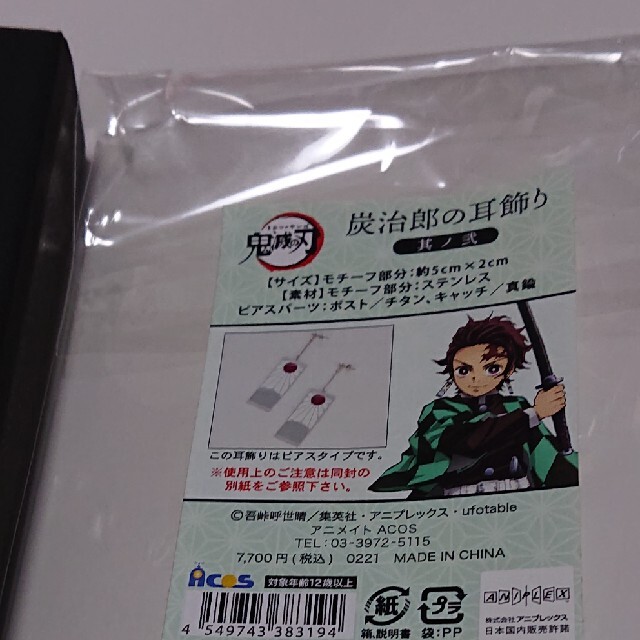 鬼滅の刃
炭治郎の耳飾り
其ノ弐
【サイズ】モチーフ部分:約5cm×2cm
【素材】モチーフ部分:ステンレス
ピアスパーツ:ポスト/チタン、キャッチ/真鍮
この耳飾りはピアスタイプです。
※使用上のご注意は同封の
別紙をご参照下さい。
©吾峠呼世晴/集英社・アニプレックス・ufotable
アニメイト ACOS
TEL:03-3972-5115
7,700円(税込) 0221 MADE IN CHINA
ACOS
対象年齢12歳以上
4 549743 383194
紙
箱、説明書
プラ
袋:PP
ANIPLEX
株式会社アニプレックス
日本国内販売許諾